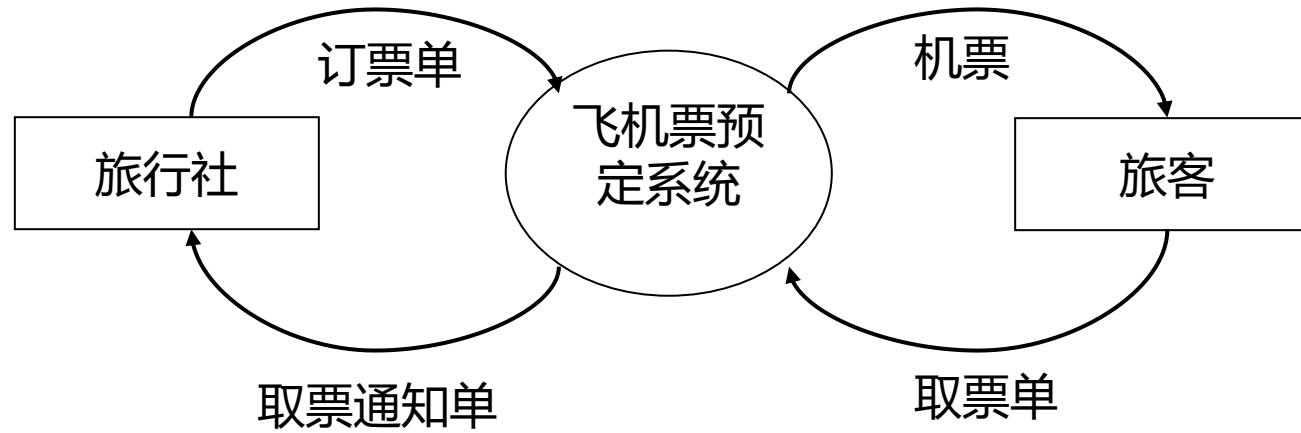 订票单
机票
飞机票预
定系统
旅行社
旅客
取票通知单
取票单